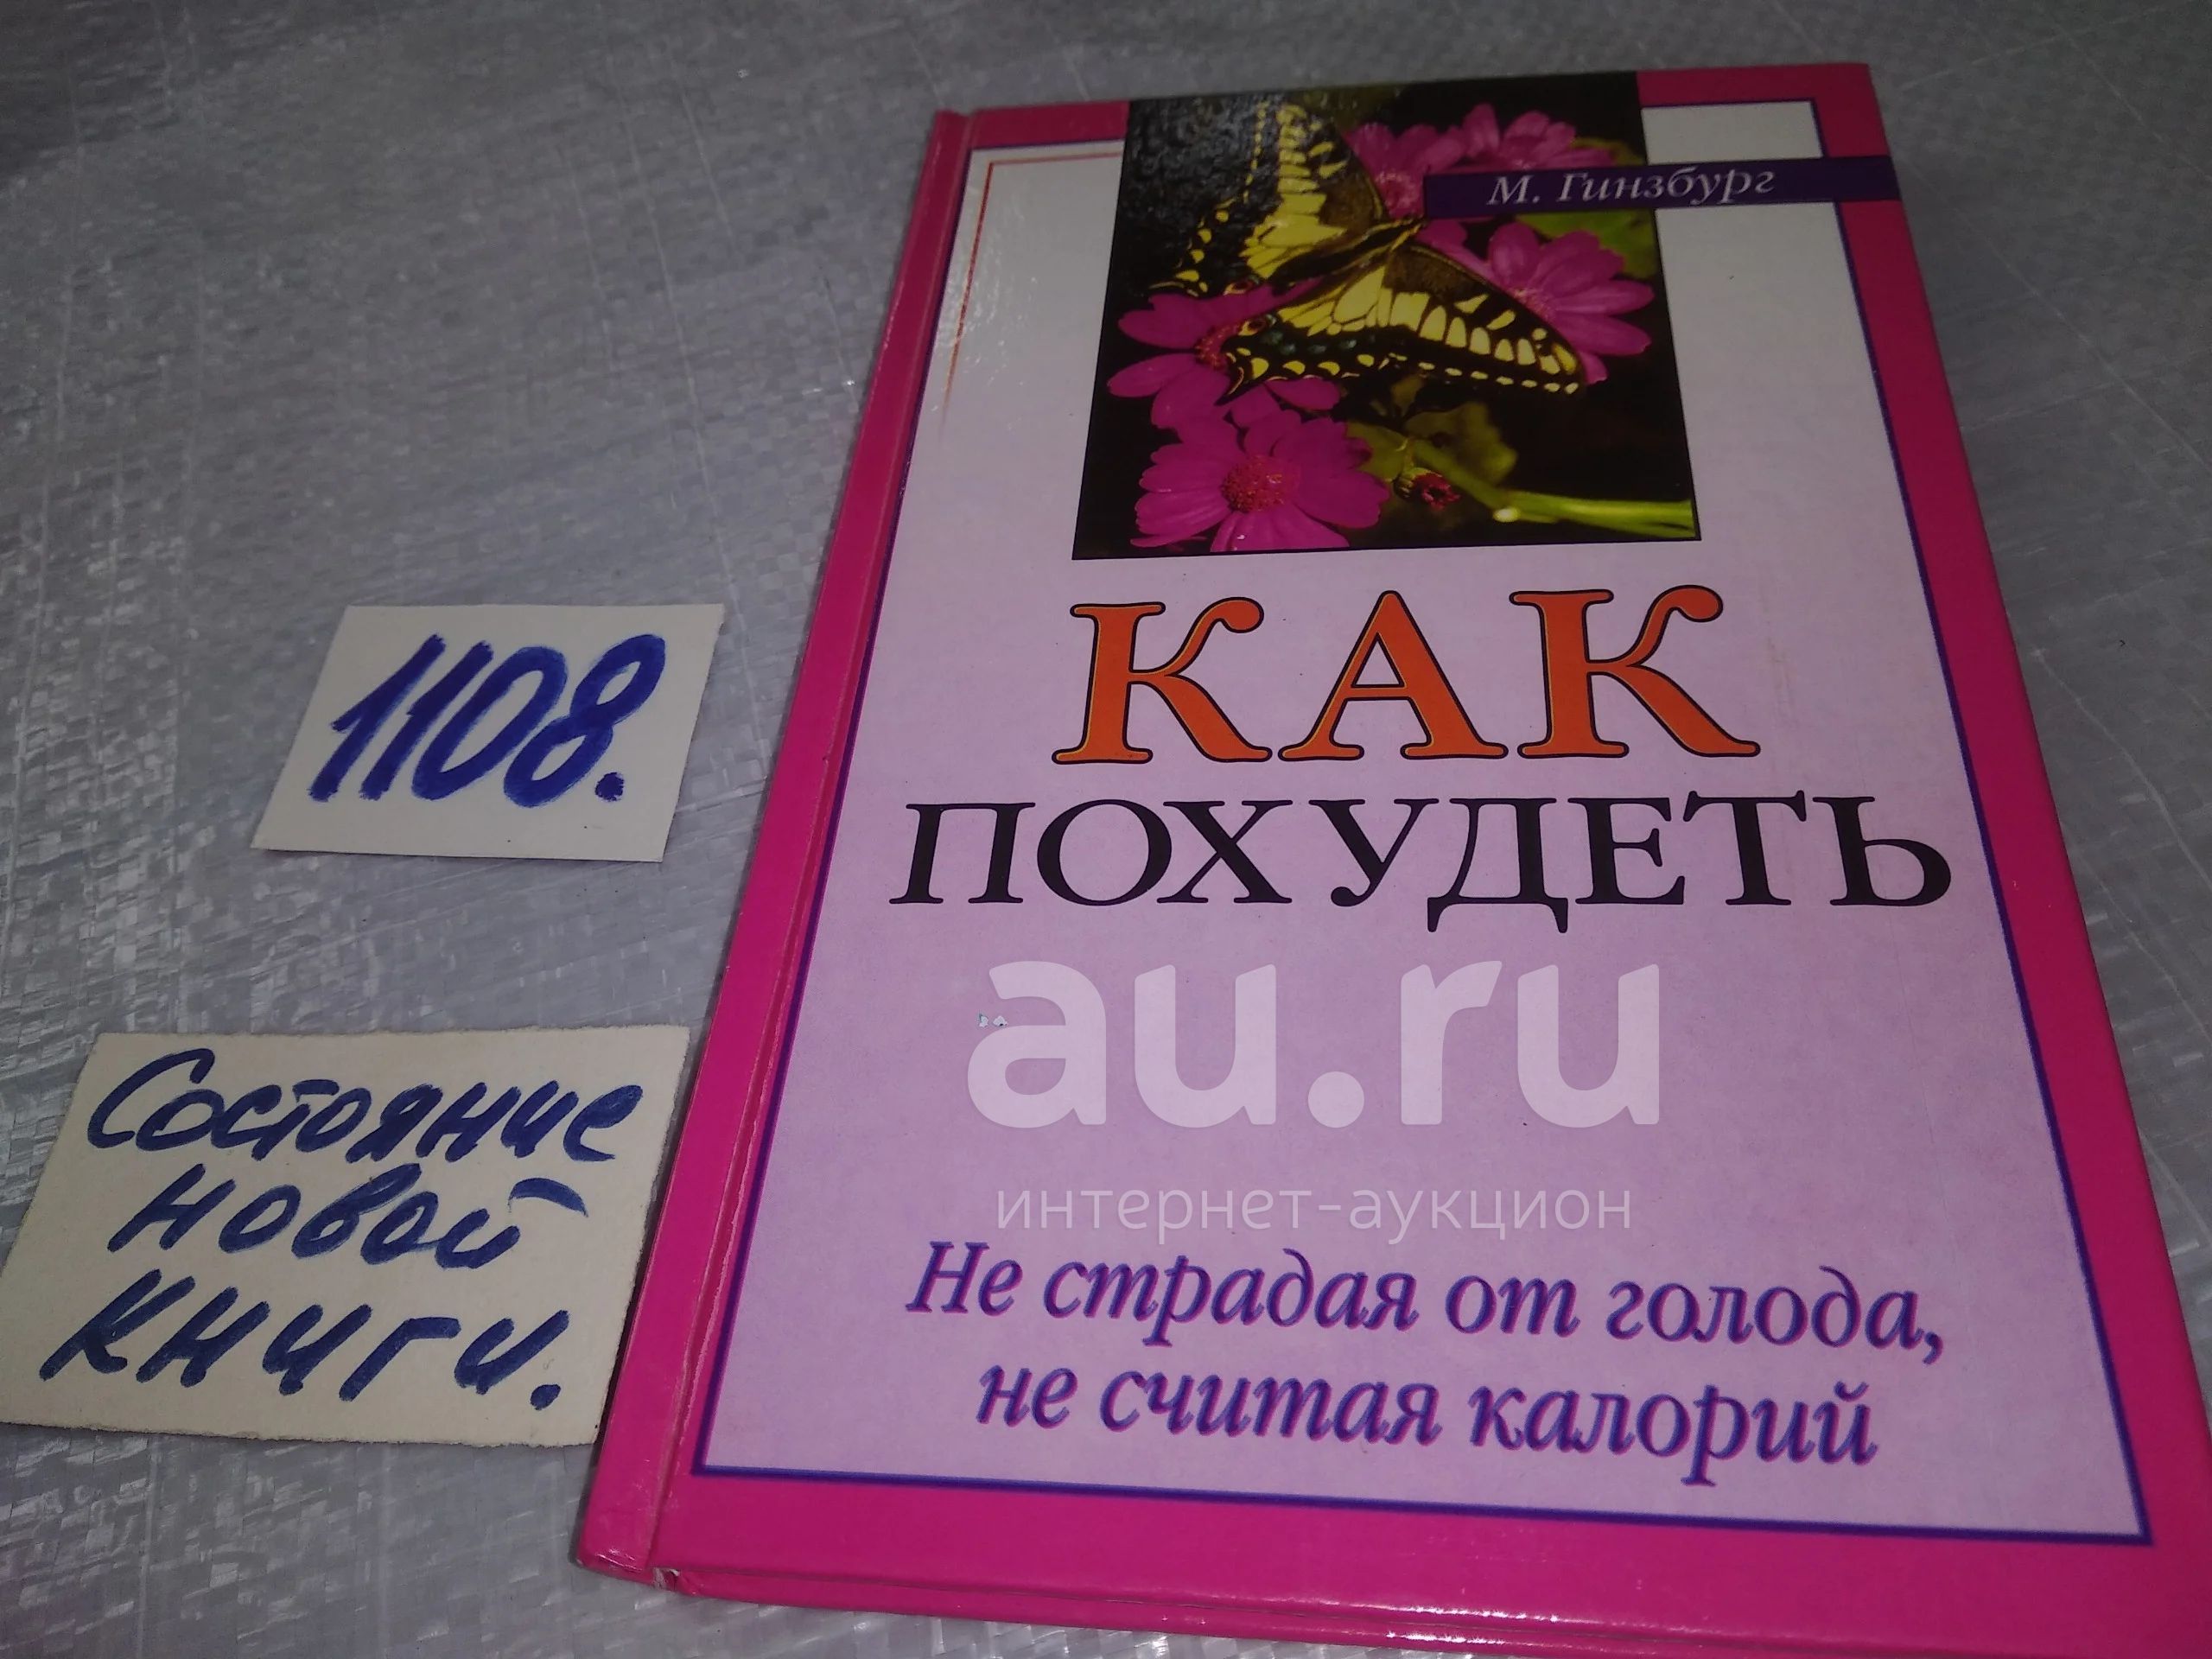 М. Гинзбург
КАК
ПОХУДЕТЬ
au.ru
интернет-аукцион
Не страдая от голода,
не считая калорий
1108.
Состояние
новой
книги.